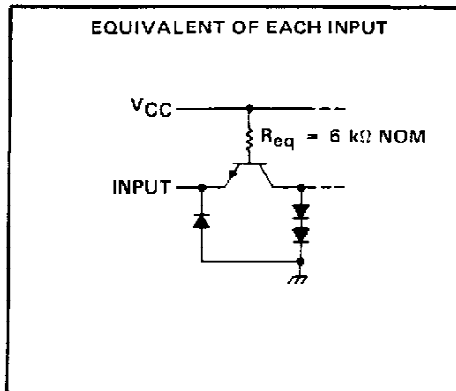 EQUIVALENT OF EACH INPUT
VCC
Req = 6 kΩ NOM
INPUT